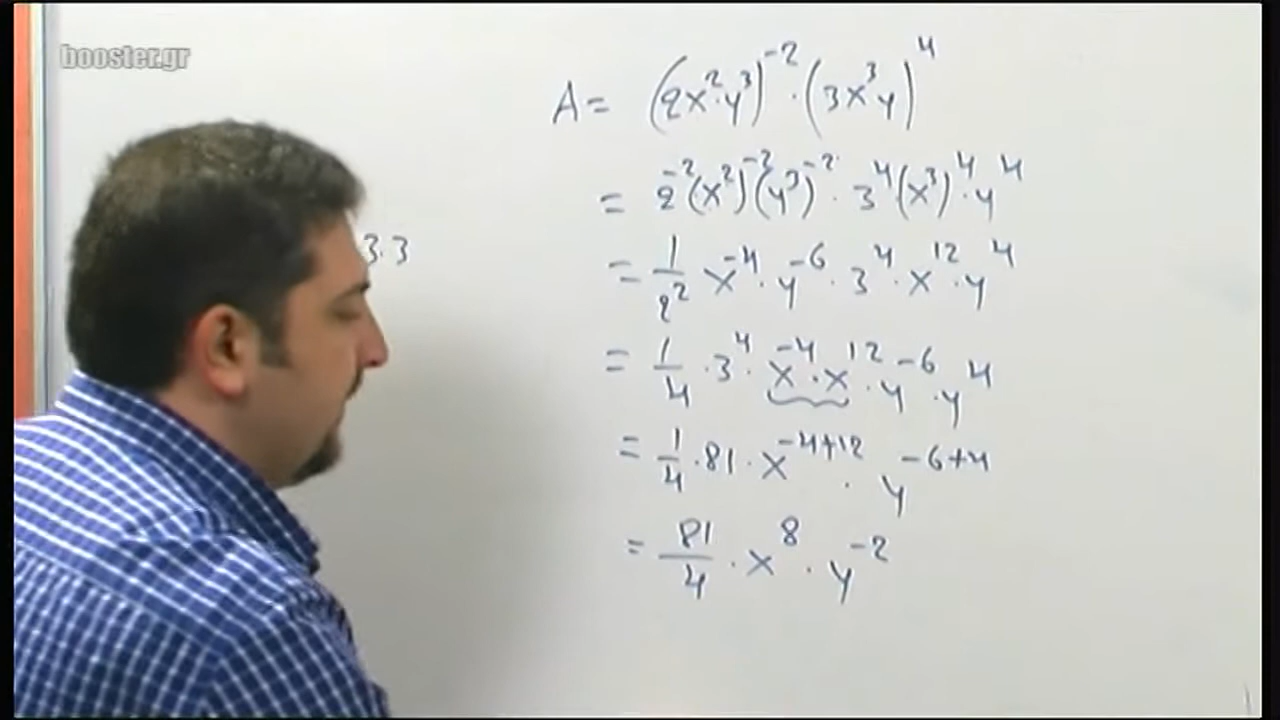 booster.gr
A = (2x²·y³)⁻² · (3x³y)⁴
= 2⁻²(x²)⁻²(y³)⁻² · 3⁴(x³)⁴·y⁴
3·3
= 1/2² x⁻⁴ · y⁻⁶ · 3⁴ · x¹² · y⁴
= 1/4 · 3⁴ · x⁻⁴ · x¹² · y⁻⁶ · y⁴
= 1/4 · 81 · x⁻⁴⁺¹² · y⁻⁶⁺⁴
= 81/4 · x⁸ · y⁻²